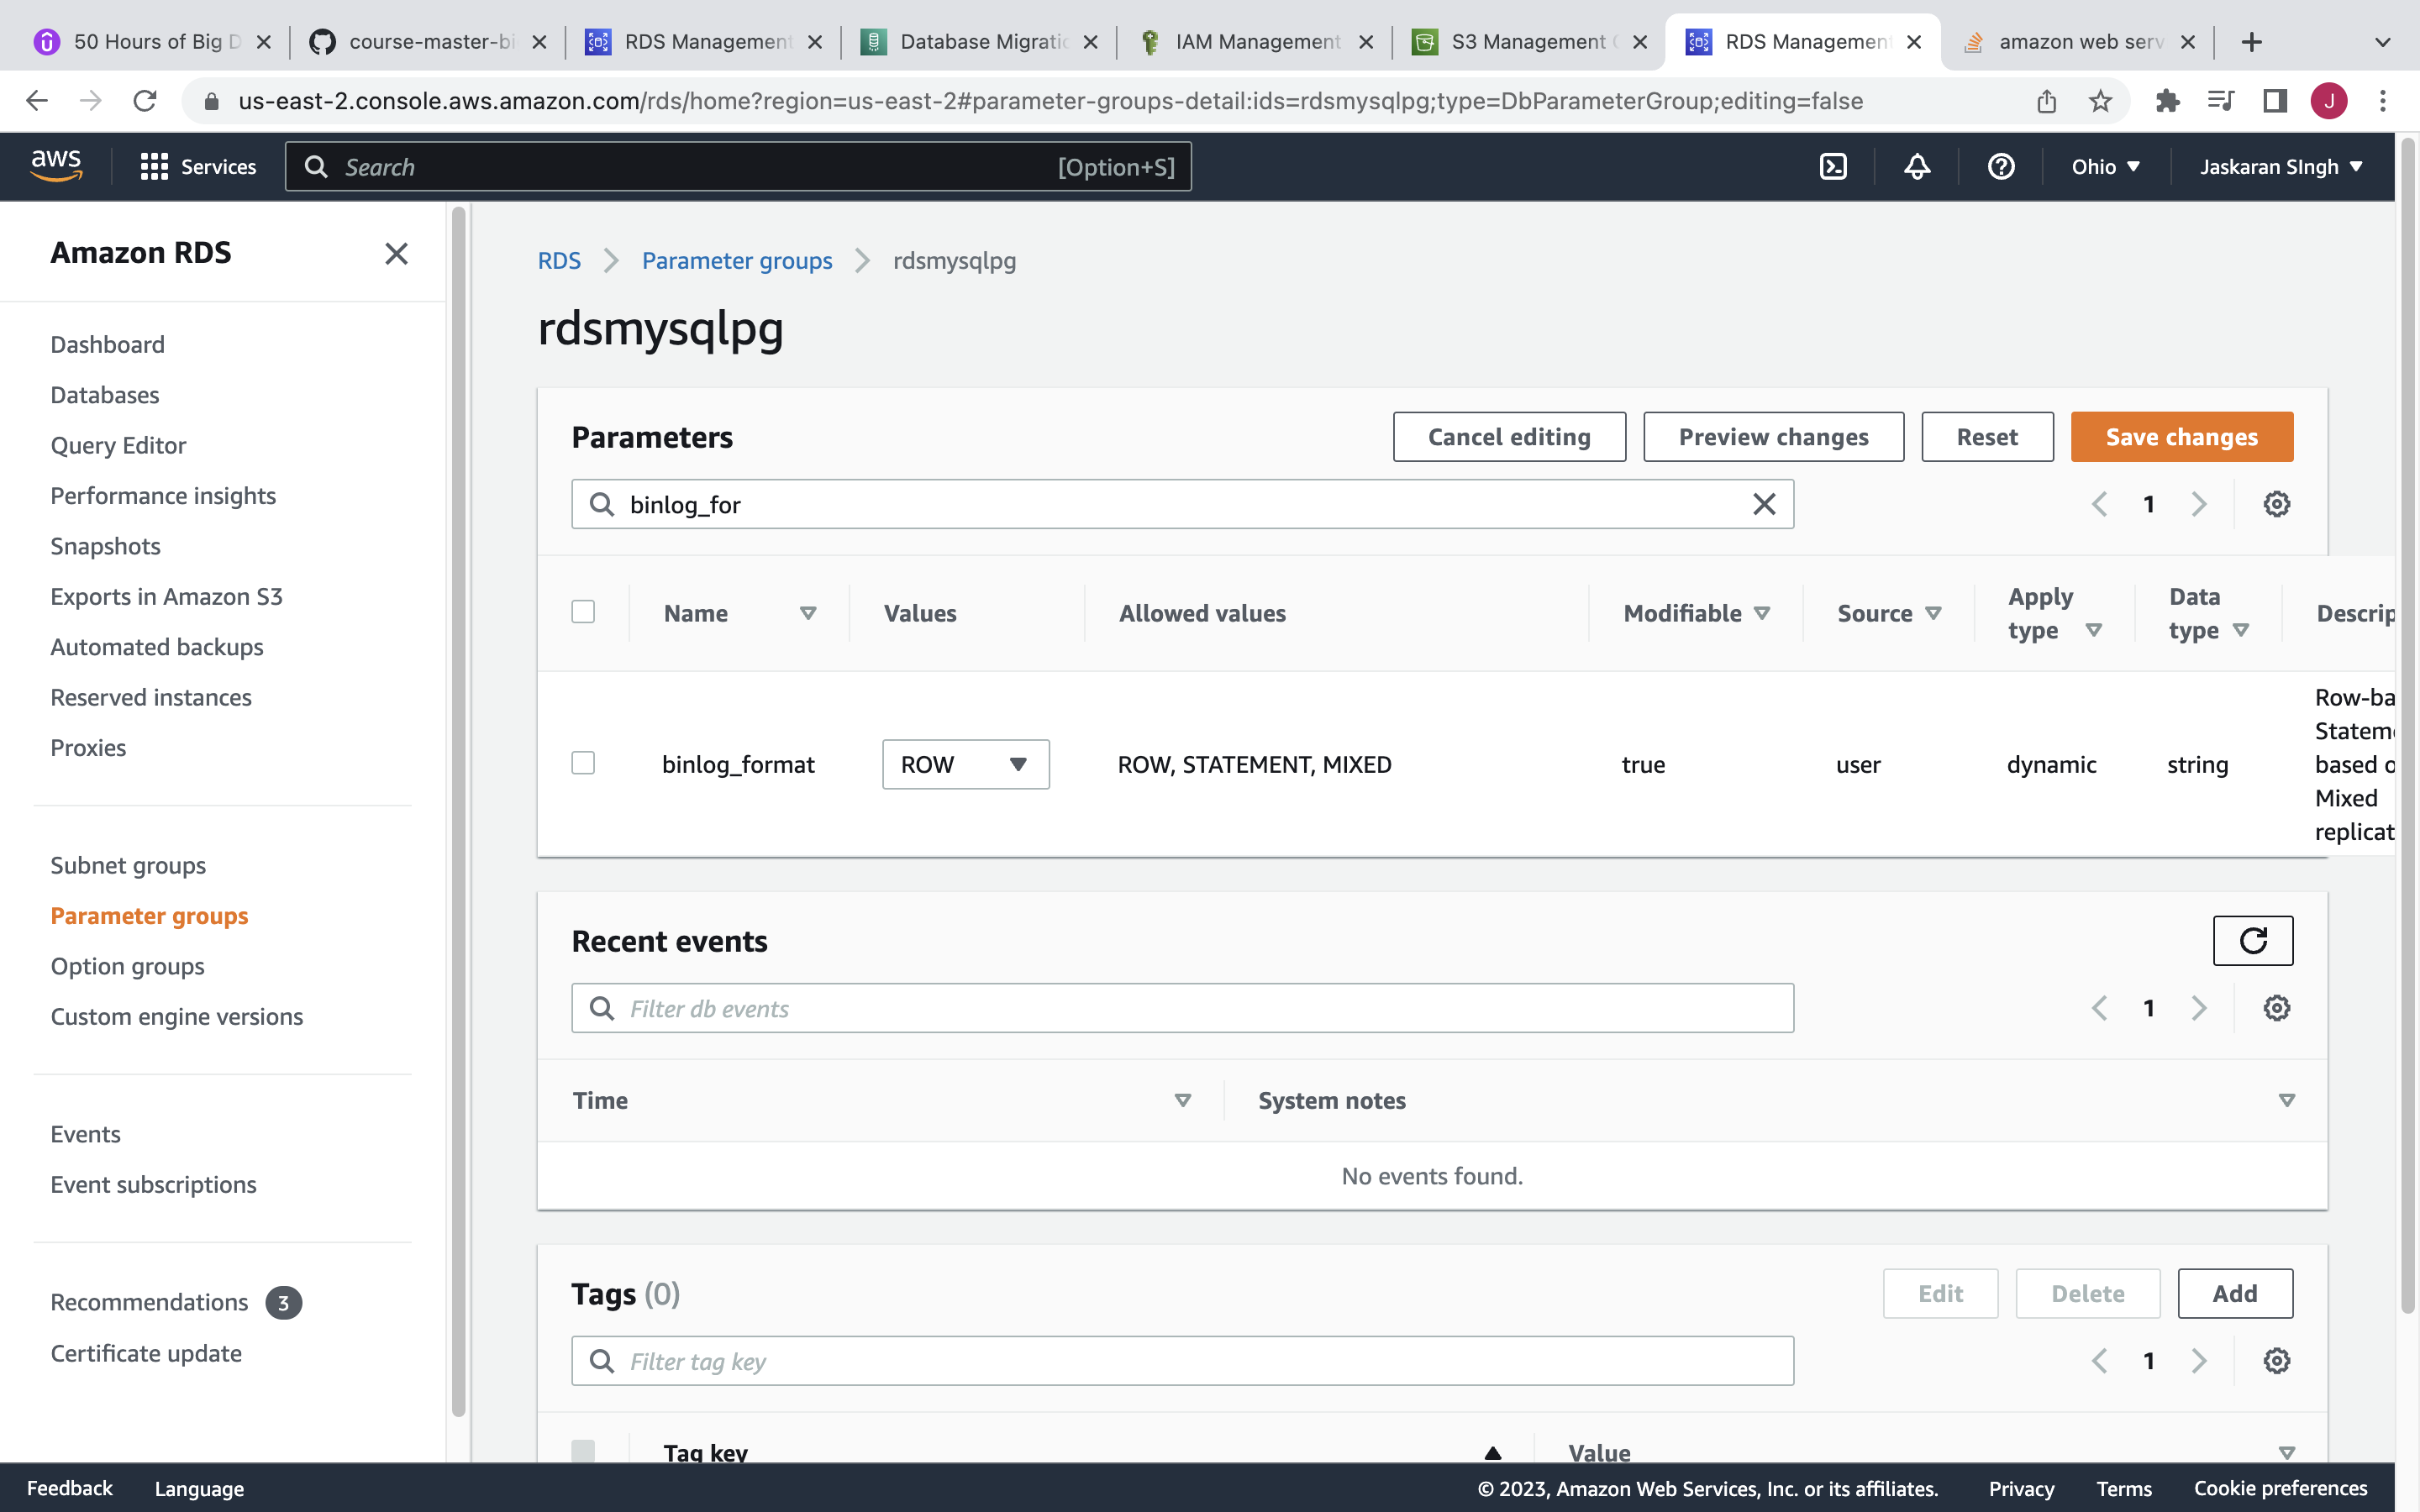 50 Hours of Big D
course-master-bi
RDS Management
Database Migratic
IAM Management
S3 Management C
RDS Management
amazon web serv
us-east-2.console.aws.amazon.com/rds/home?region=us-east-2#parameter-groups-detail:ids=rdsmysqlpg;type=DbParameterGroup;editing=false
J
aws
Services
Search
[Option+S]
Ohio
Jaskaran SIngh
Amazon RDS
Dashboard
Databases
Query Editor
Performance insights
Snapshots
Exports in Amazon S3
Automated backups
Reserved instances
Proxies
Subnet groups
Parameter groups
Option groups
Custom engine versions
Events
Event subscriptions
Recommendations 3
Certificate update
RDS
Parameter groups
rdsmysqlpg
rdsmysqlpg
Parameters
Cancel editing
Preview changes
Reset
Save changes
binlog_for
1
Name
Values
Allowed values
Modifiable
Source
Apply
type
Data
type
Descrip
binlog_format
ROW
ROW, STATEMENT, MIXED
true
user
dynamic
string
Row-ba
Statem
based o
Mixed
replicat
Recent events
Filter db events
1
Time
System notes
No events found.
Tags (0)
Edit
Delete
Add
Filter tag key
1
Tag key
Value
Feedback
Language
© 2023, Amazon Web Services, Inc. or its affiliates.
Privacy
Terms
Cookie preferences